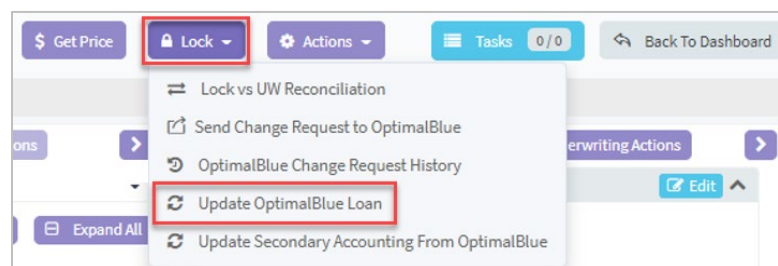 $ Get Price Lock Actions Tasks 0/0 Back To Dashboard
Lock vs UW Reconciliation
Send Change Request to OptimalBlue
ons erwriting Actions
OptimalBlue Change Request History
Edit
Update OptimalBlue Loan
Expand All
Update Secondary Accounting From OptimalBlue